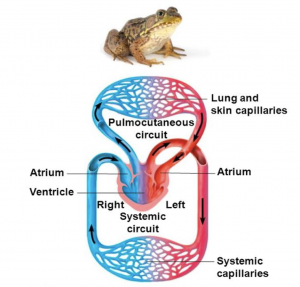 Lung and
skin capillaries
Pulmocutaneous
circuit
Atrium
Atrium
Ventricle
Right
Left
Systemic
circuit
Systemic
capillaries